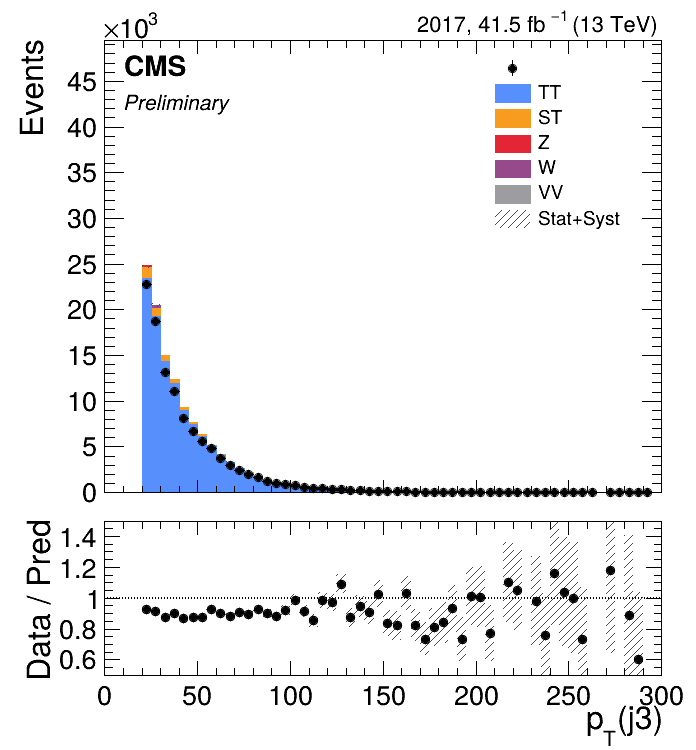 ×10³
2017, 41.5 fb⁻¹ (13 TeV)
CMS
Preliminary
TT
ST
Z
W
VV
Stat+Syst
Events
45
40
35
30
25
20
15
10
5
0
Data / Pred
1.4
1.2
1
0.8
0.6
0 50 100 150 200 250 300
p_T(j3)